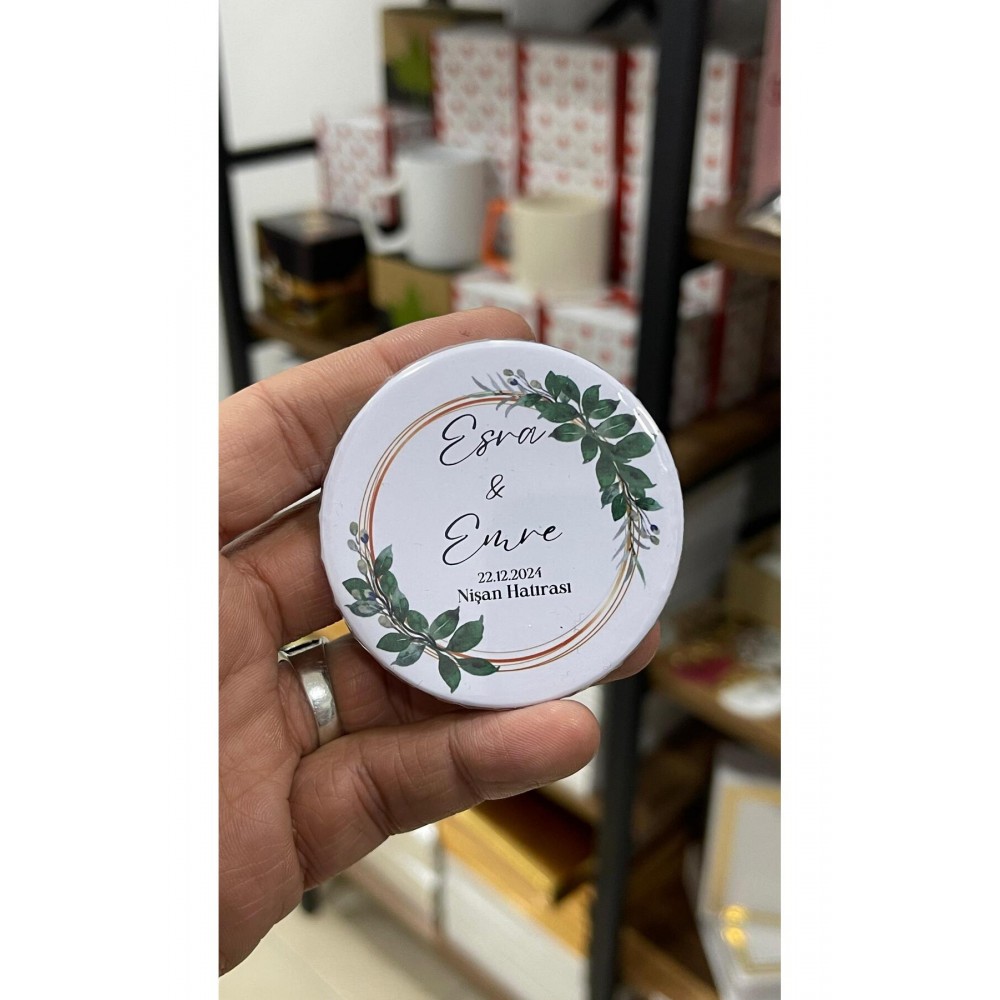 Esra
&
Emre
22.12.2024
Nişan Hatırası